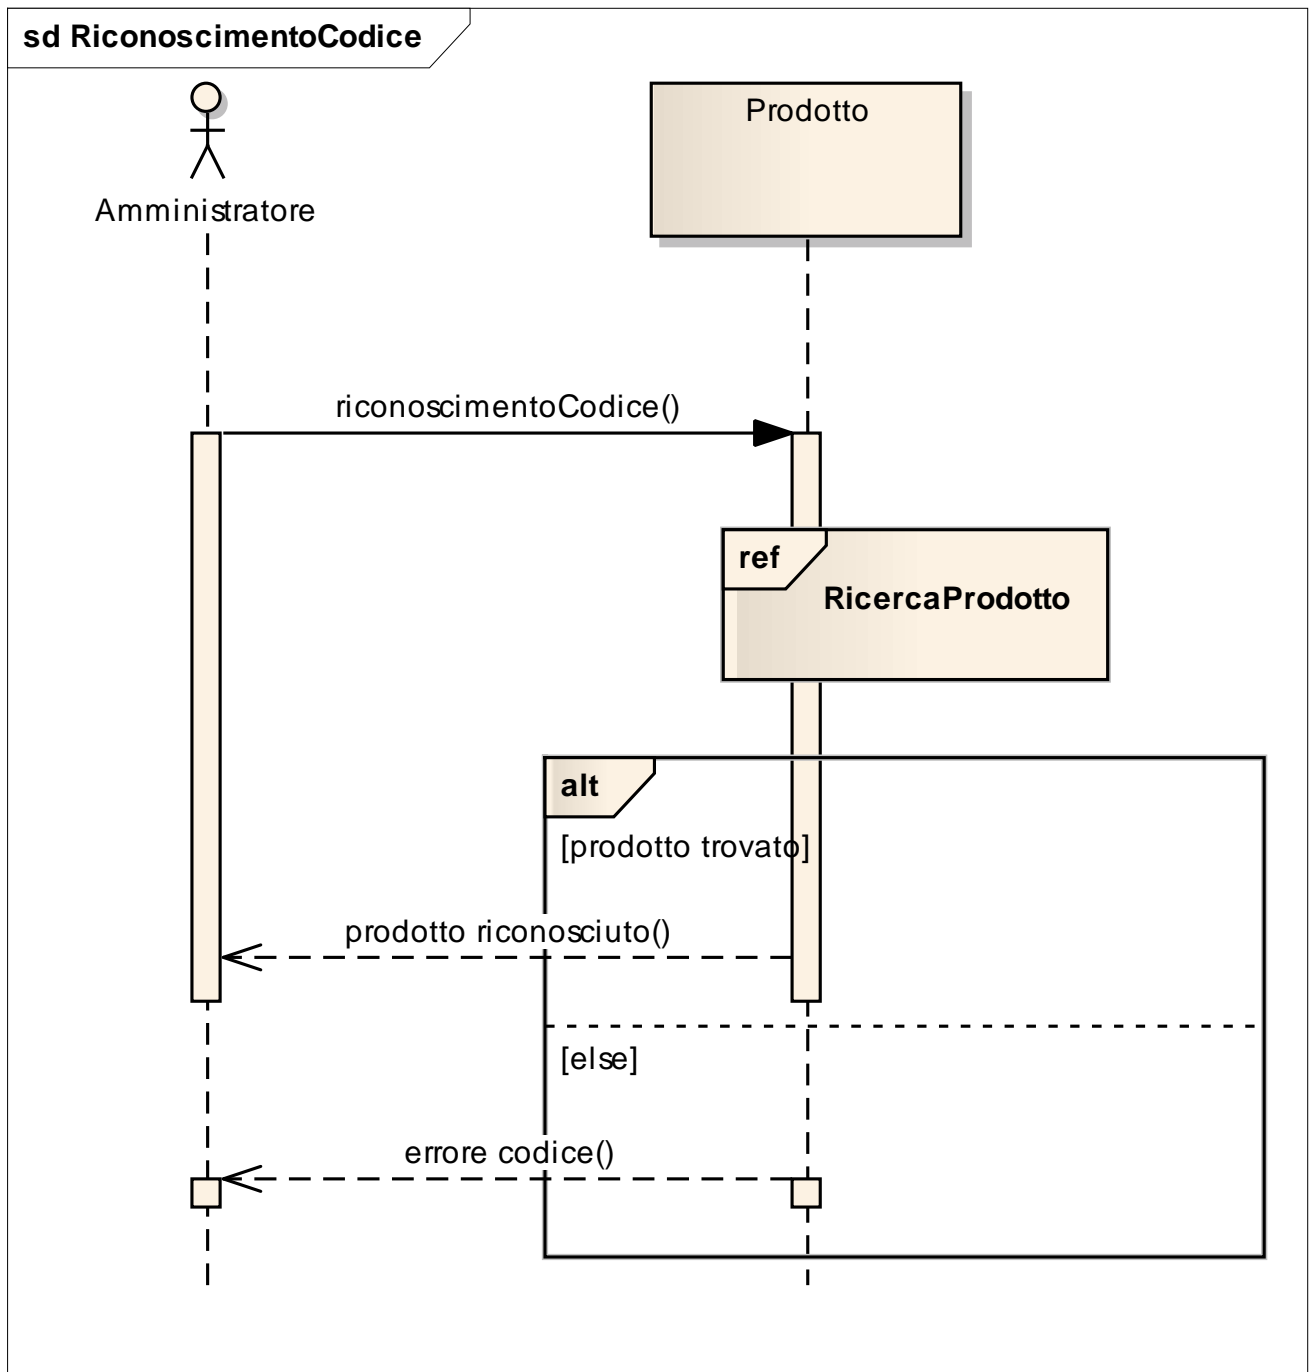 sd RiconoscimentoCodice
Prodotto
Amministratore
riconoscimentoCodice()
ref
RicercaProdotto
alt
[prodotto trovato]
prodotto riconosciuto()
[else]
errore codice()